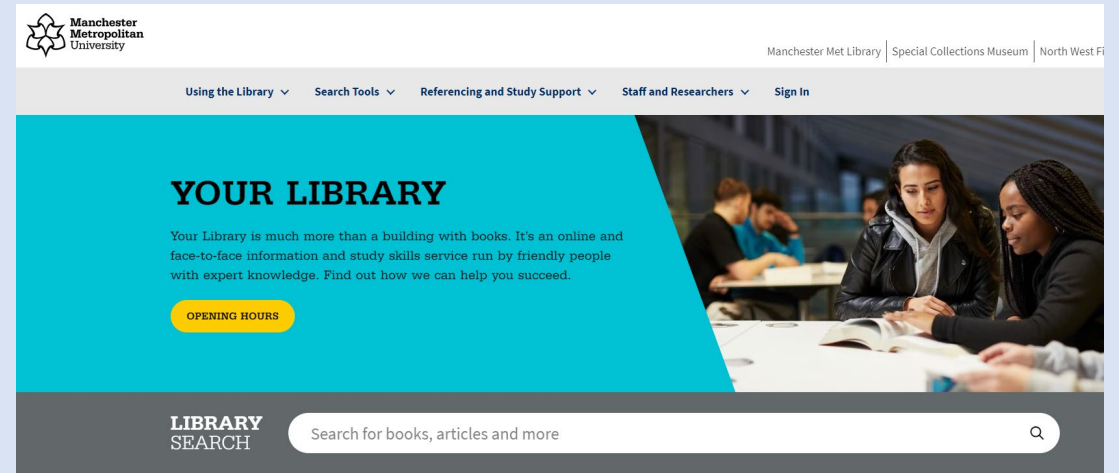 Manchester
Metropolitan
University
Manchester Met Library
Special Collections Museum
North West Fi
Using the Library
Search Tools
Referencing and Study Support
Staff and Researchers
Sign In
YOUR LIBRARY
Your Library is much more than a building with books. It's an online and
face-to-face information and study skills service run by friendly people
with expert knowledge. Find out how we can help you succeed.
OPENING HOURS
LIBRARY
SEARCH
Search for books, articles and more